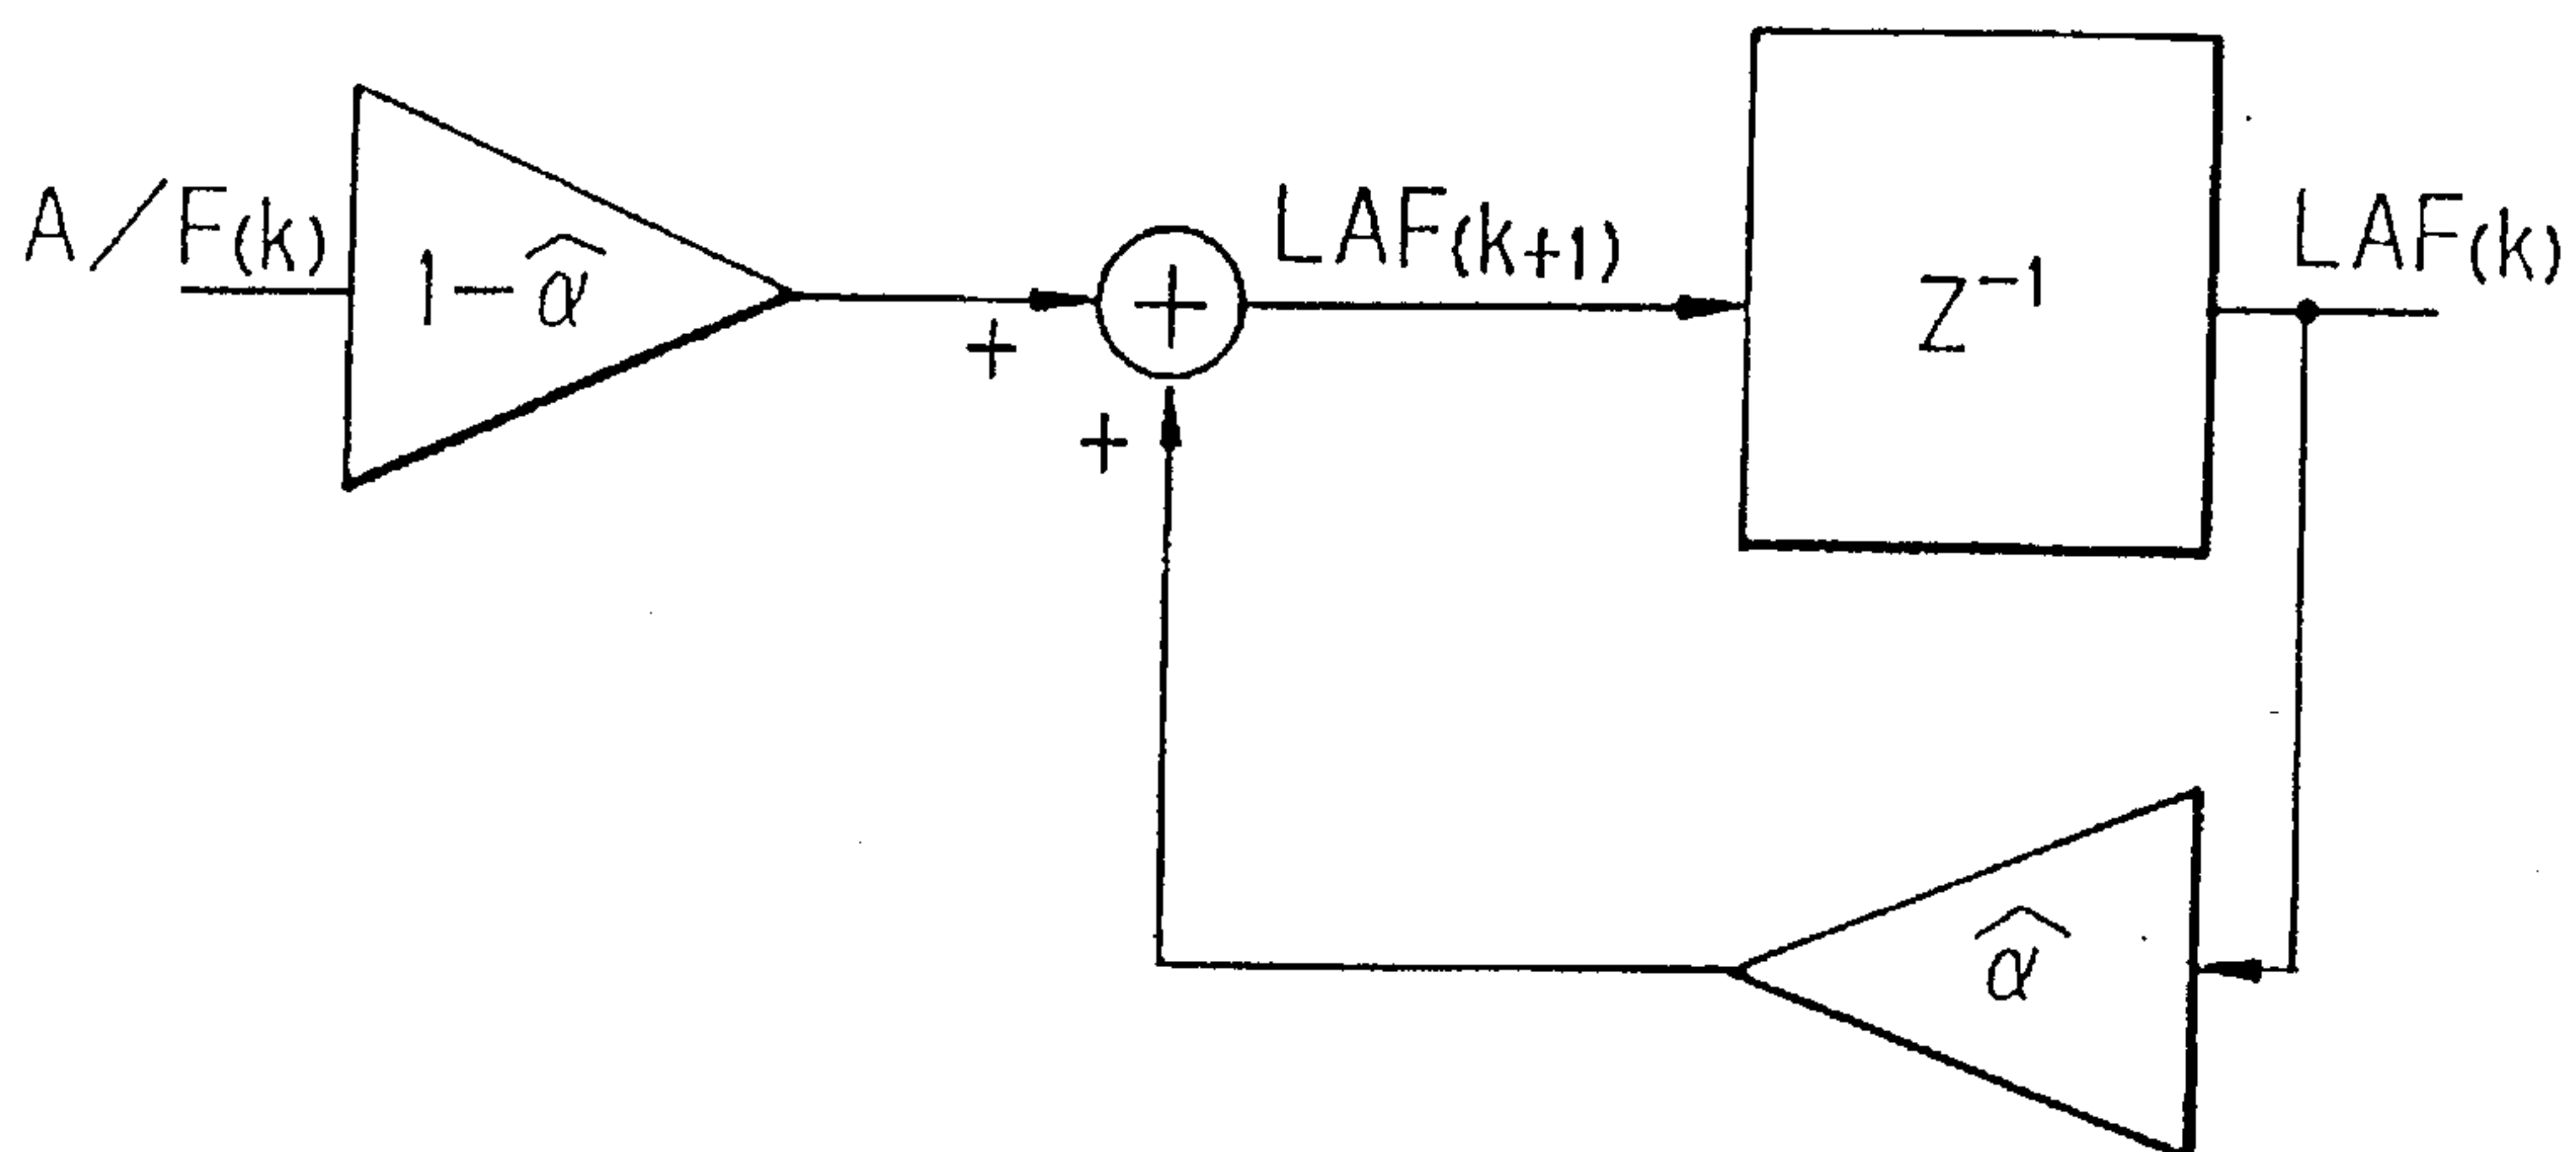 A/F(k)
1-α̂
+
+
+
LAF(k+1)
Z⁻¹
LAF(k)
α̂